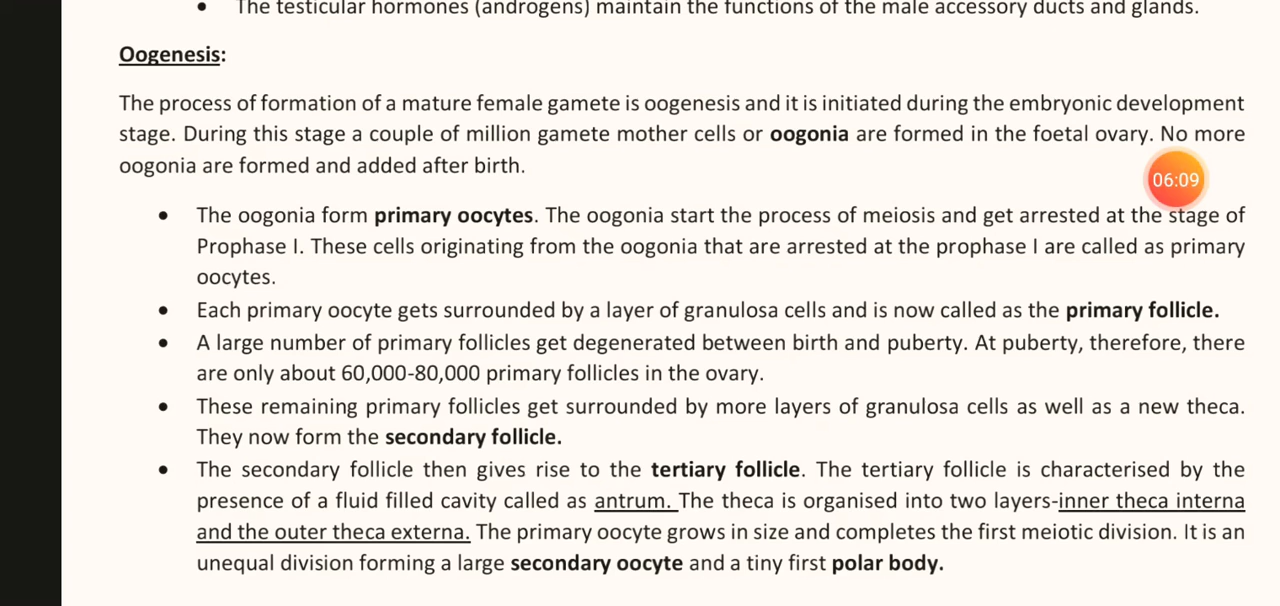 • The testicular hormones (androgens) maintain the functions of the male accessory ducts and glands.
Oogenesis:
The process of formation of a mature female gamete is oogenesis and it is initiated during the embryonic development
stage. During this stage a couple of million gamete mother cells or oogonia are formed in the foetal ovary. No more
oogonia are formed and added after birth.
06:09
• The oogonia form primary oocytes. The oogonia start the process of meiosis and get arrested at the stage of
Prophase I. These cells originating from the oogonia that are arrested at the prophase I are called as primary
oocytes.
• Each primary oocyte gets surrounded by a layer of granulosa cells and is now called as the primary follicle.
• A large number of primary follicles get degenerated between birth and puberty. At puberty, therefore, there
are only about 60,000-80,000 primary follicles in the ovary.
• These remaining primary follicles get surrounded by more layers of granulosa cells as well as a new theca.
They now form the secondary follicle.
• The secondary follicle then gives rise to the tertiary follicle. The tertiary follicle is characterised by the
presence of a fluid filled cavity called as antrum. The theca is organised into two layers-inner theca interna
and the outer theca externa. The primary oocyte grows in size and completes the first meiotic division. It is an
unequal division forming a large secondary oocyte and a tiny first polar body.